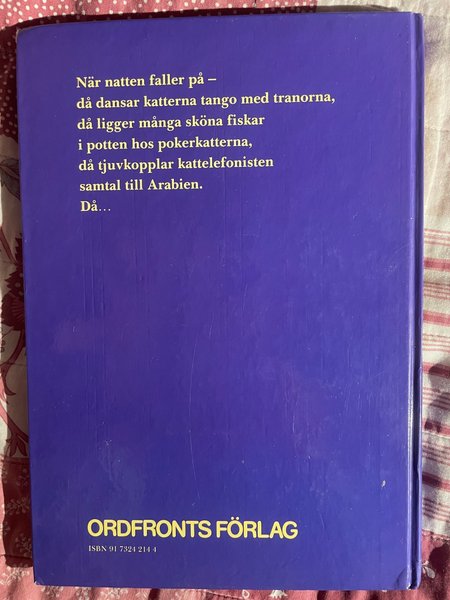 När natten faller på –
då dansar katterna tango med tranorna,
då ligger många sköna fiskar
i potten hos pokerkatterna,
då tjuvkopplar kattelefonisten
samtal till Arabien.
Då...
ORDFRONTS FÖRLAG
ISBN 91 7324 214 4